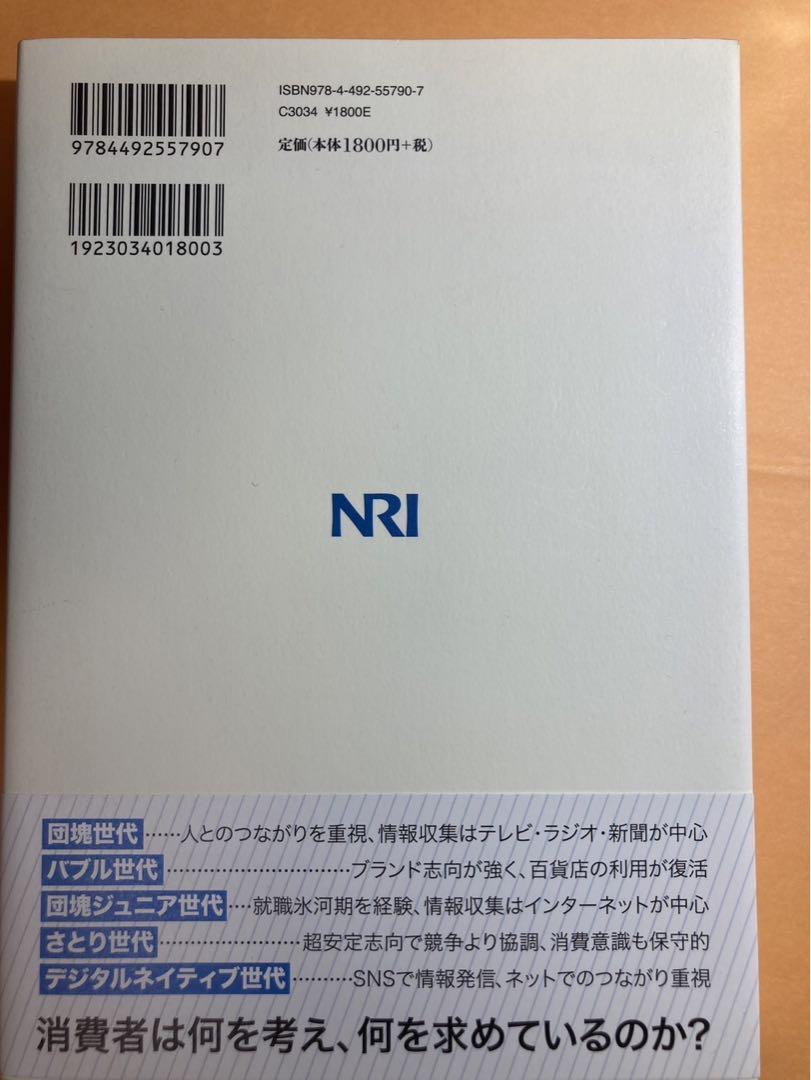 ISBN978-4-492-55790-7
C3034 ¥1800E
定価(本体1800円+税)
9784492557907
1923034018003
NRI
団塊世代……人とのつながりを重視、情報収集はテレビ・ラジオ・新聞が中心
バブル世代…………………………ブランド志向が強く、百貨店の利用が復活
団塊ジュニア世代…就職氷河期を経験、情報収集はインターネットが中心
さとり世代…………………超安定志向で競争より協調、消費意識も保守的
デジタルネイティブ世代………SNSで情報発信、ネットでのつながり重視
消費者は何を考え、何を求めているのか?